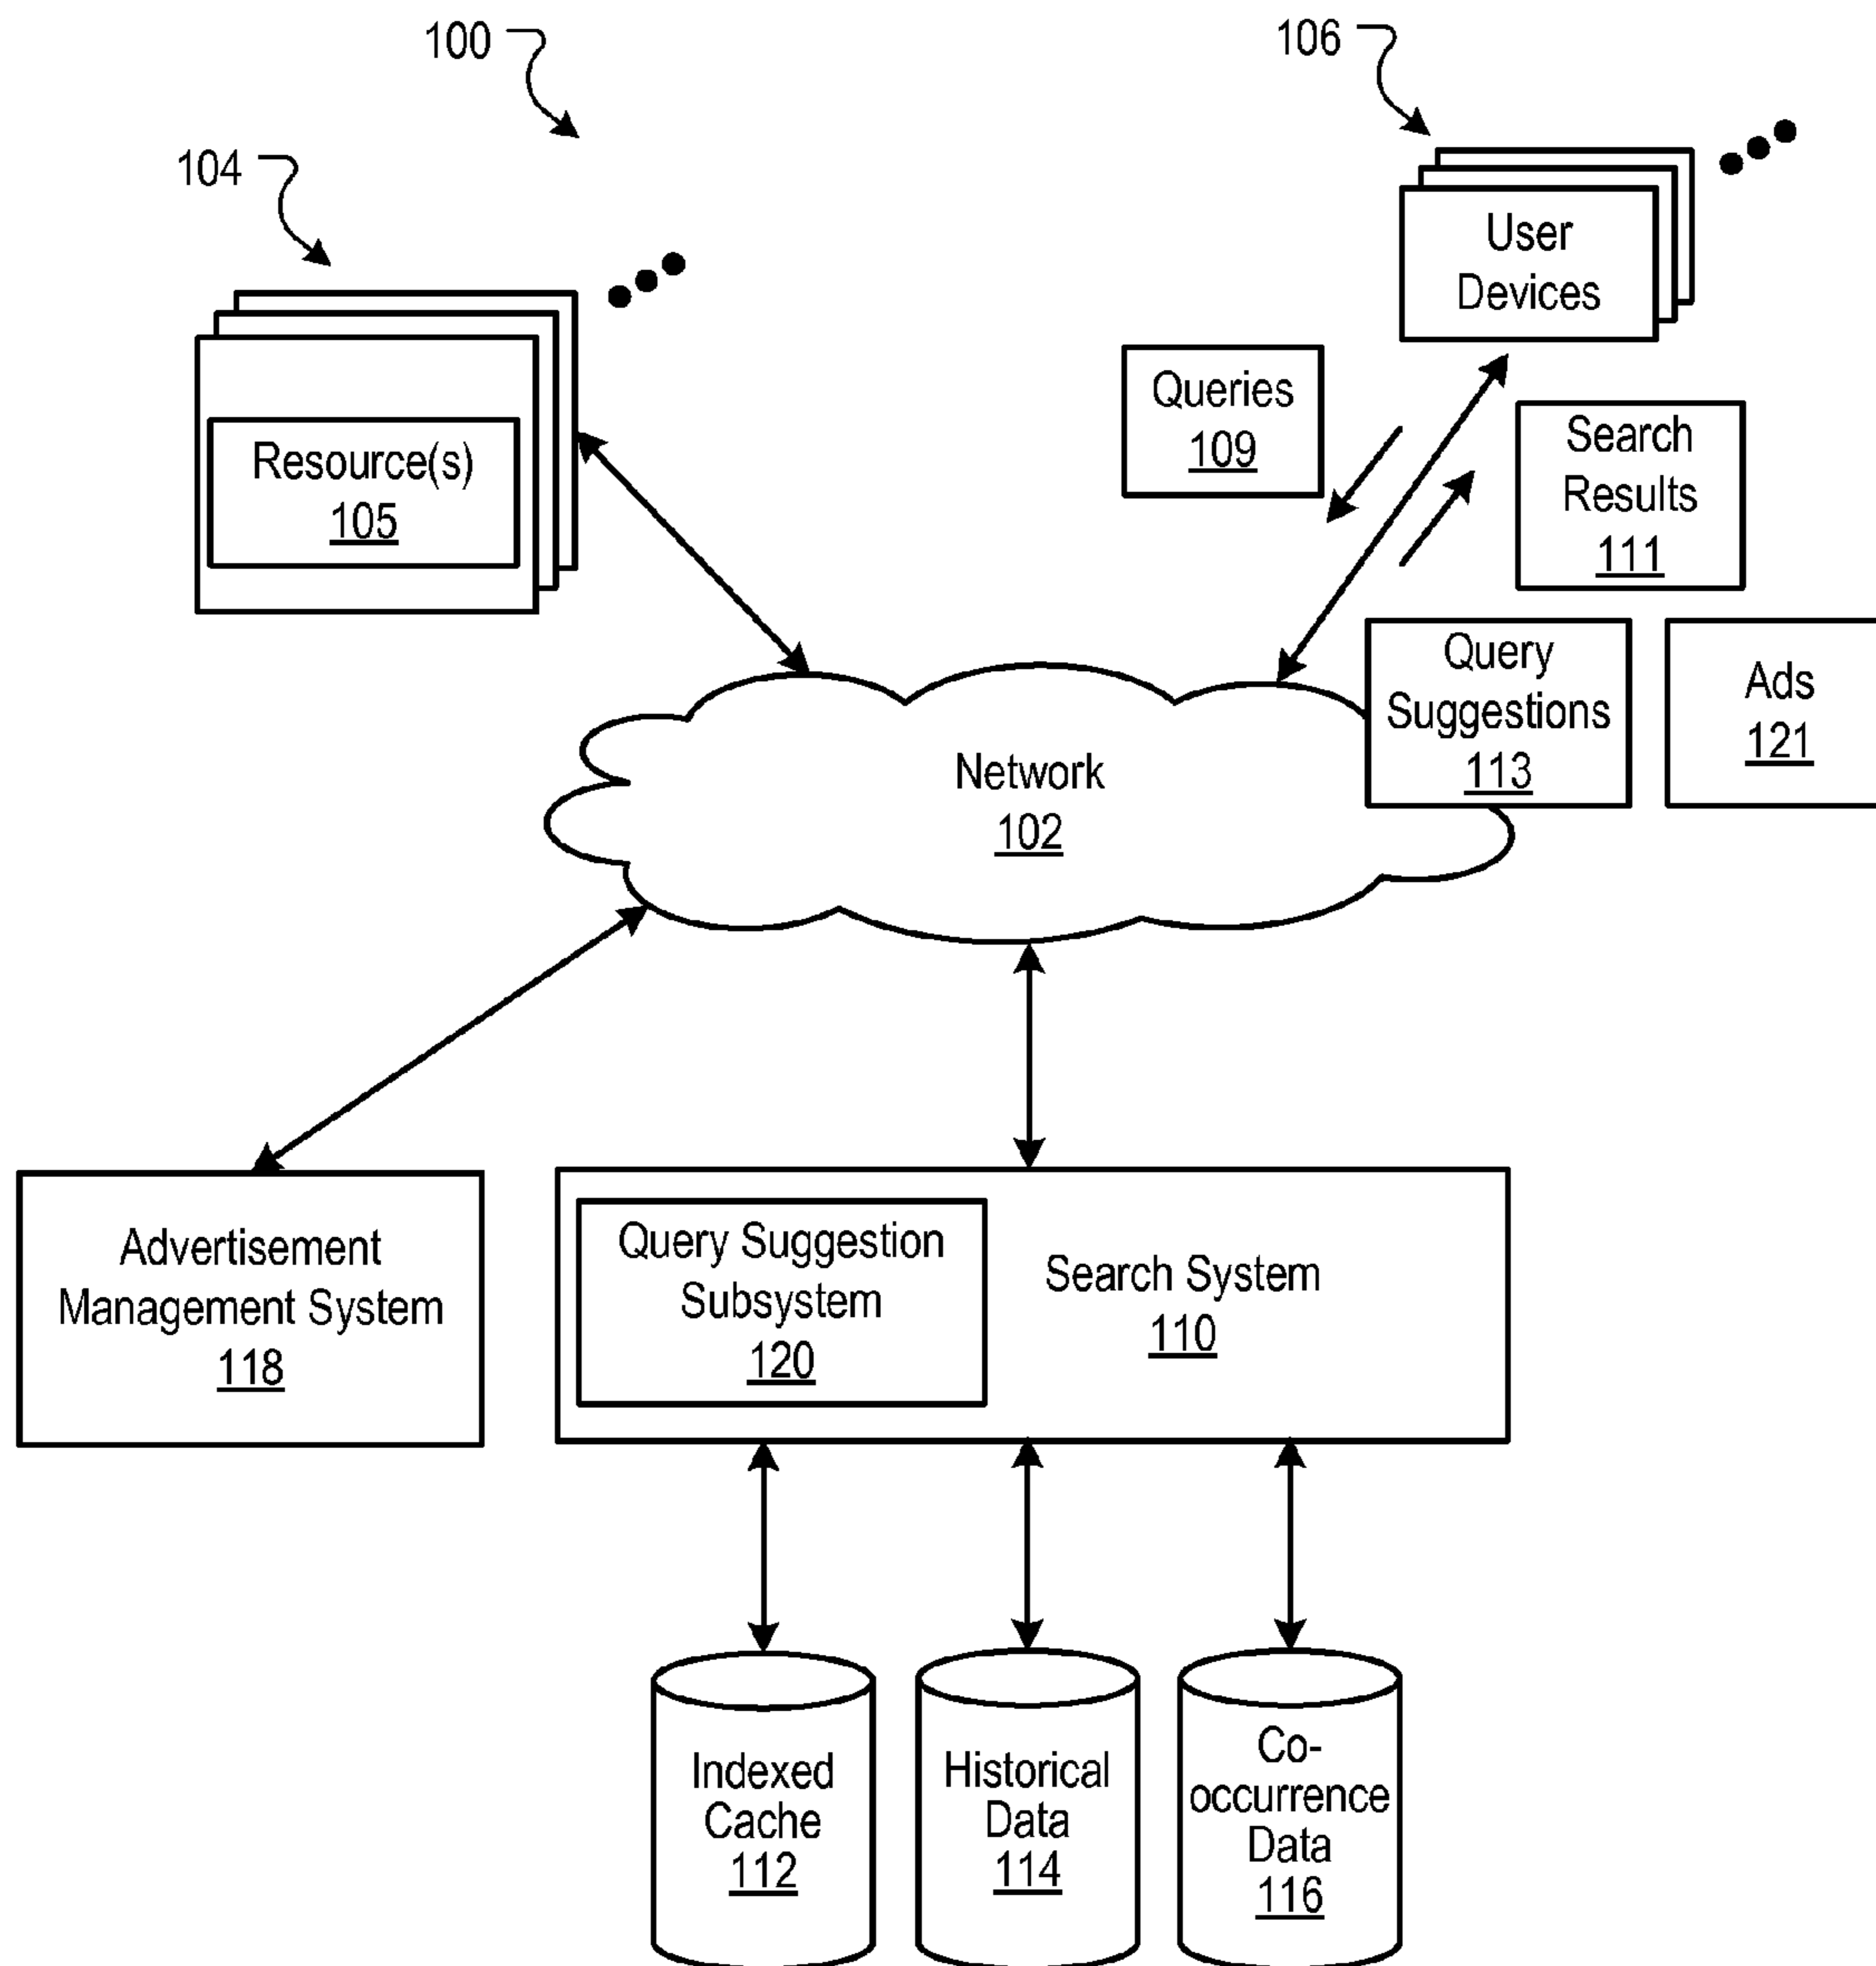 100
106
104
User
Devices
Queries
109
Search
Results
111
Resource(s)
105
Query
Suggestions
113
Ads
121
Network
102
Advertisement
Management System
118
Query Suggestion
Subsystem
120
Search System
110
Indexed
Cache
112
Historical
Data
114
Co-
occurrence
Data
116